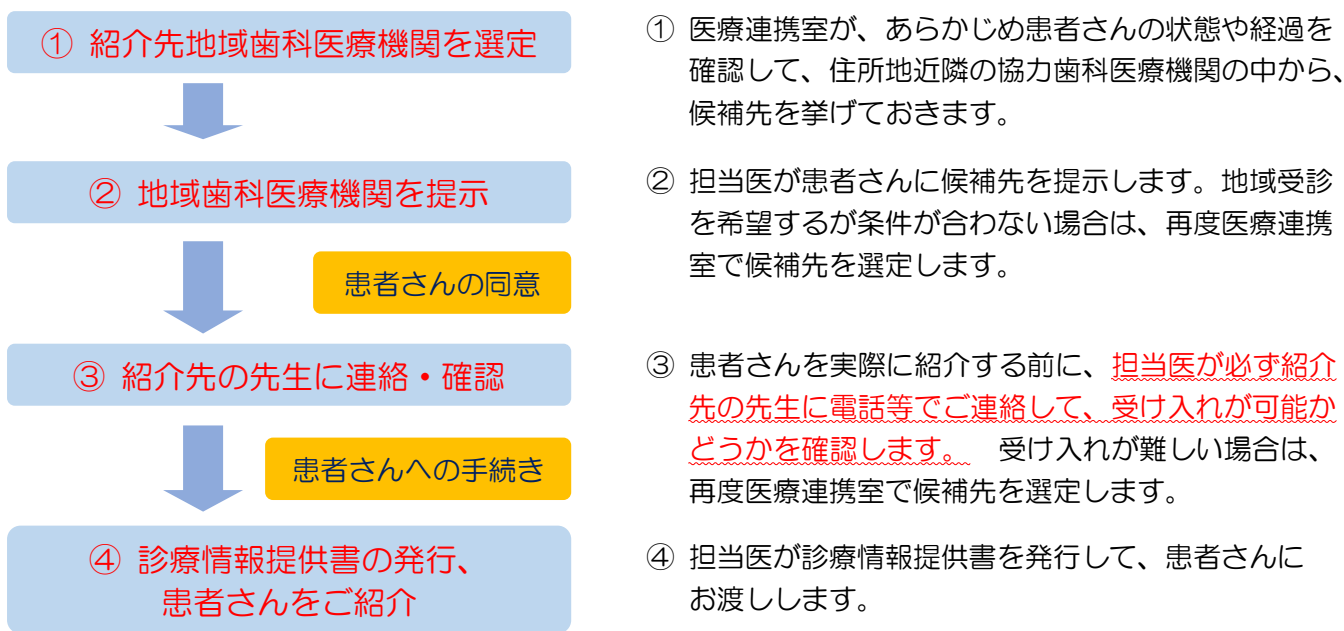 ① 紹介先地域歯科医療機関を選定
① 医療連携室が、あらかじめ患者さんの状態や経過を
確認して、住所地近隣の協力歯科医療機関の中から、
候補先を挙げておきます。
② 地域歯科医療機関を提示
② 担当医が患者さんに候補先を提示します。地域受診
を希望するが条件が合わない場合は、再度医療連携
室で候補先を選定します。
患者さんの同意
③ 紹介先の先生に連絡・確認
③ 患者さんを実際に紹介する前に、担当医が必ず紹介
先の先生に電話等でご連絡して、受け入れが可能か
どうかを確認します。 受け入れが難しい場合は、
再度医療連携室で候補先を選定します。
患者さんへの手続き
④ 診療情報提供書の発行、
患者さんをご紹介
④ 担当医が診療情報提供書を発行して、患者さんに
お渡しします。